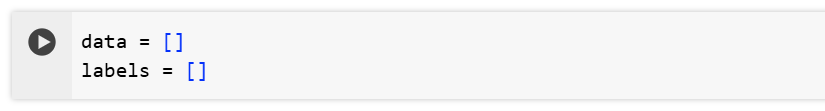 data = []
labels = []